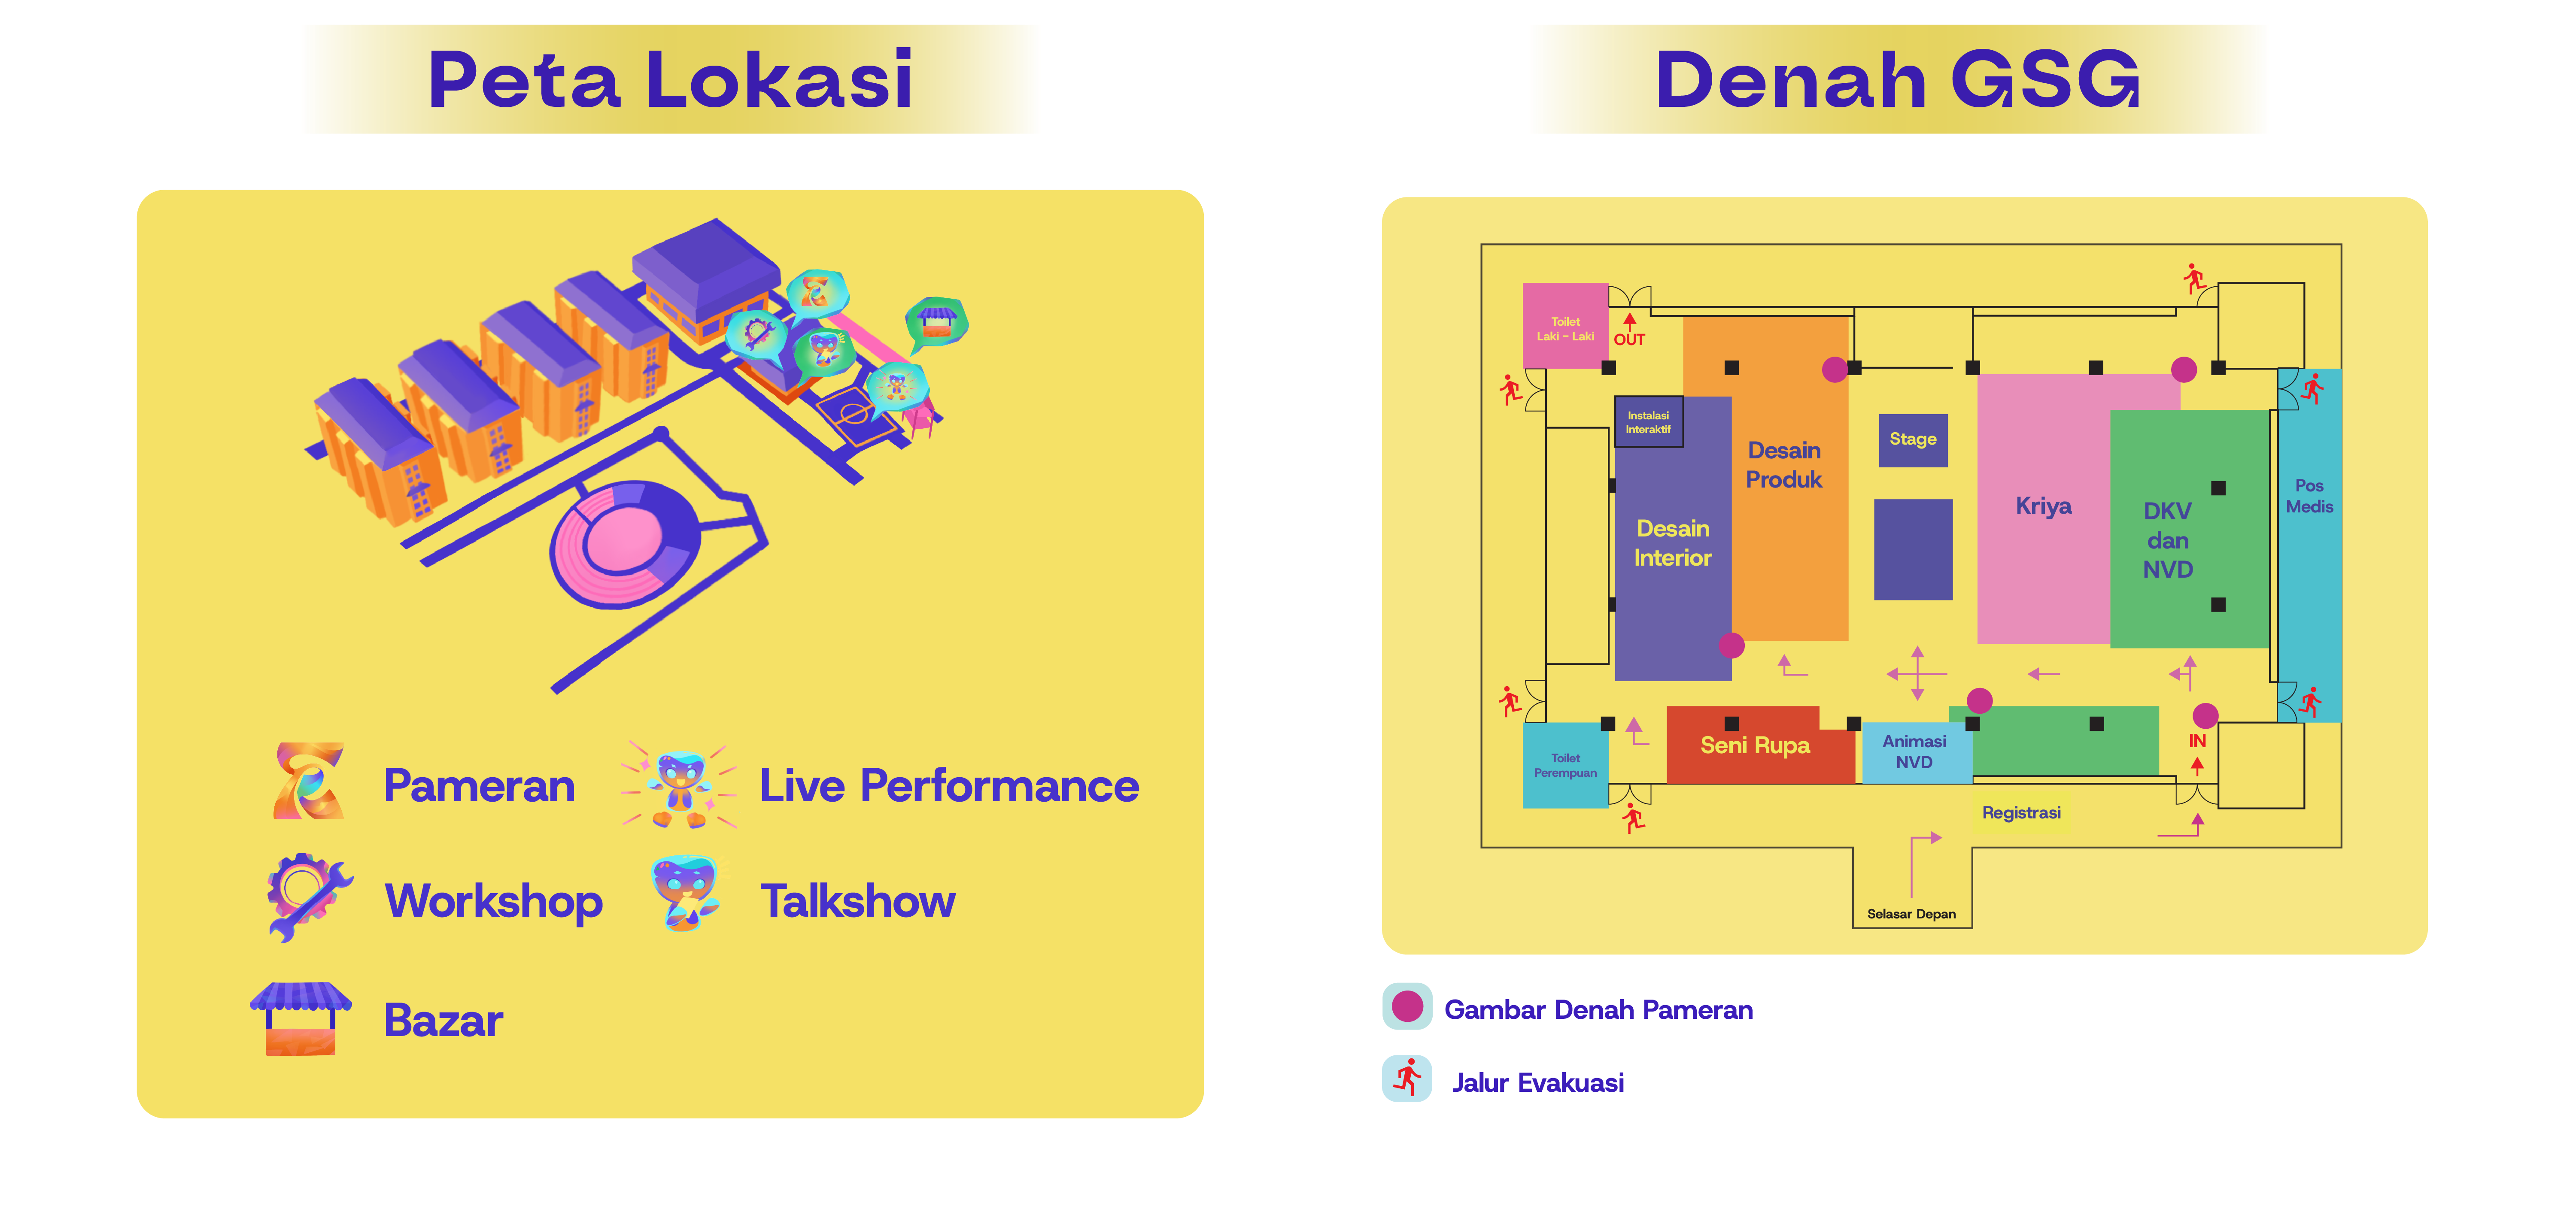 Peta Lokasi
Pameran
Live Performance
Workshop
Talkshow
Bazar
Denah GSG
Toilet
Laki - Laki
OUT
Instalasi
Interaktif
Desain
Produk
Stage
Desain
Interior
Kriya
DKV
dan
NVD
Pos
Medis
Seni Rupa
Animasi
NVD
IN
Toilet
Perempuan
Registrasi
Selasar Depan
Gambar Denah Pameran
Jalur Evakuasi